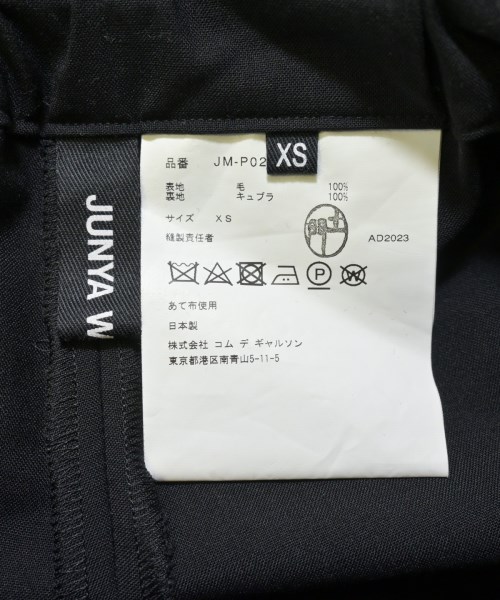 JUNYA W
XS
品番 JM-P02
表地 毛 100%
裏地 キュプラ 100%
サイズ XS
縫製責任者 AD2023
あて布使用
日本製
株式会社 コム デ ギャルソン
東京都港区南青山5-11-5